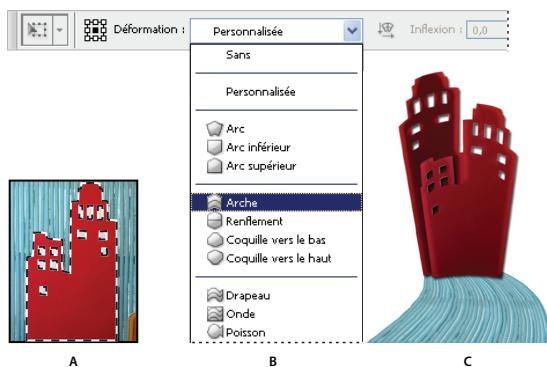 Déformation : Personnalisée Inflexion : 0,0
Sans
Personnalisée
Arc
Arc inférieur
Arc supérieur
Arche
Renflement
Coquille vers le bas
Coquille vers le haut
Drapeau
Onde
Poisson
A B C